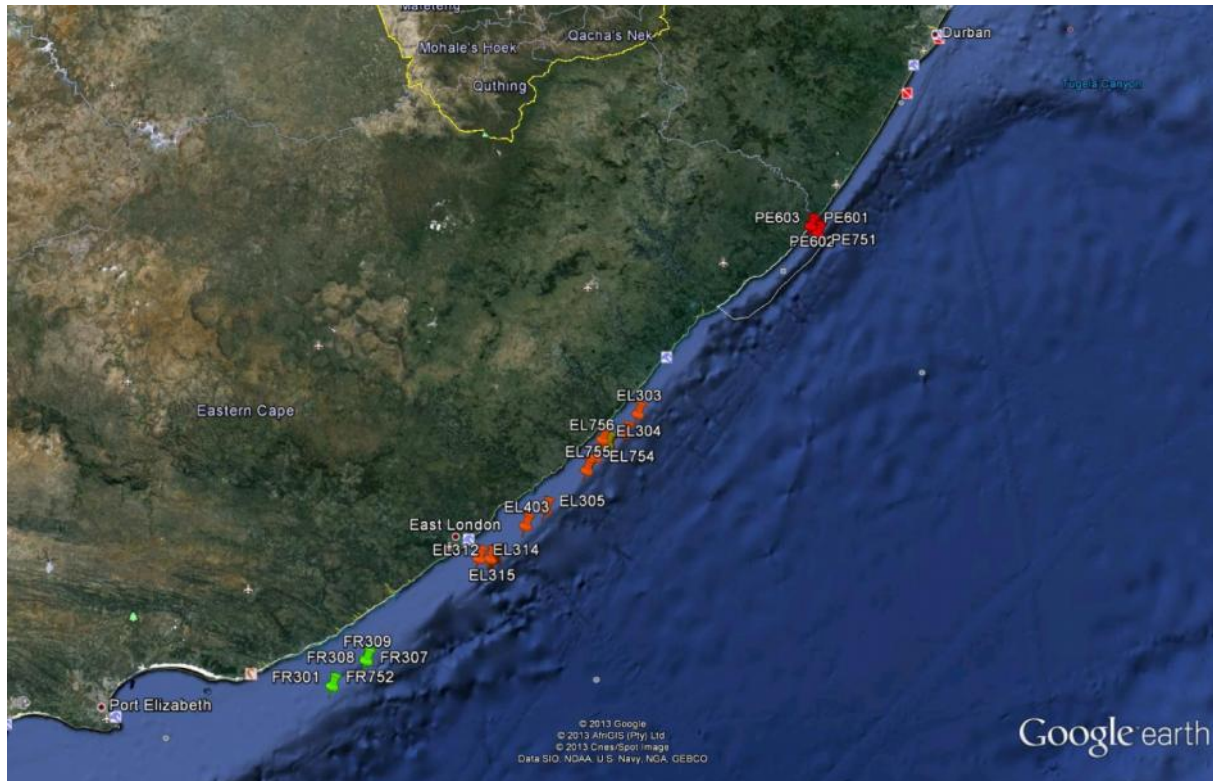 Mafeteng
Qacha's Nek
Mohale's Hoek
Quthing
Durban
Tugela Canyon
PE603
PE601
PE602
PE751
EL303
EL756
EL304
EL755
EL754
EL305
EL403
East London
EL312
EL314
EL315
Eastern Cape
FR309
FR308
FR307
FR301
FR752
Port Elizabeth
© 2013 Google
© 2013 AfriGIS (Pty) Ltd
© 2013 Cnes/Spot Image
Data SIO, NOAA, U.S. Navy, NGA, GEBCO
Google earth